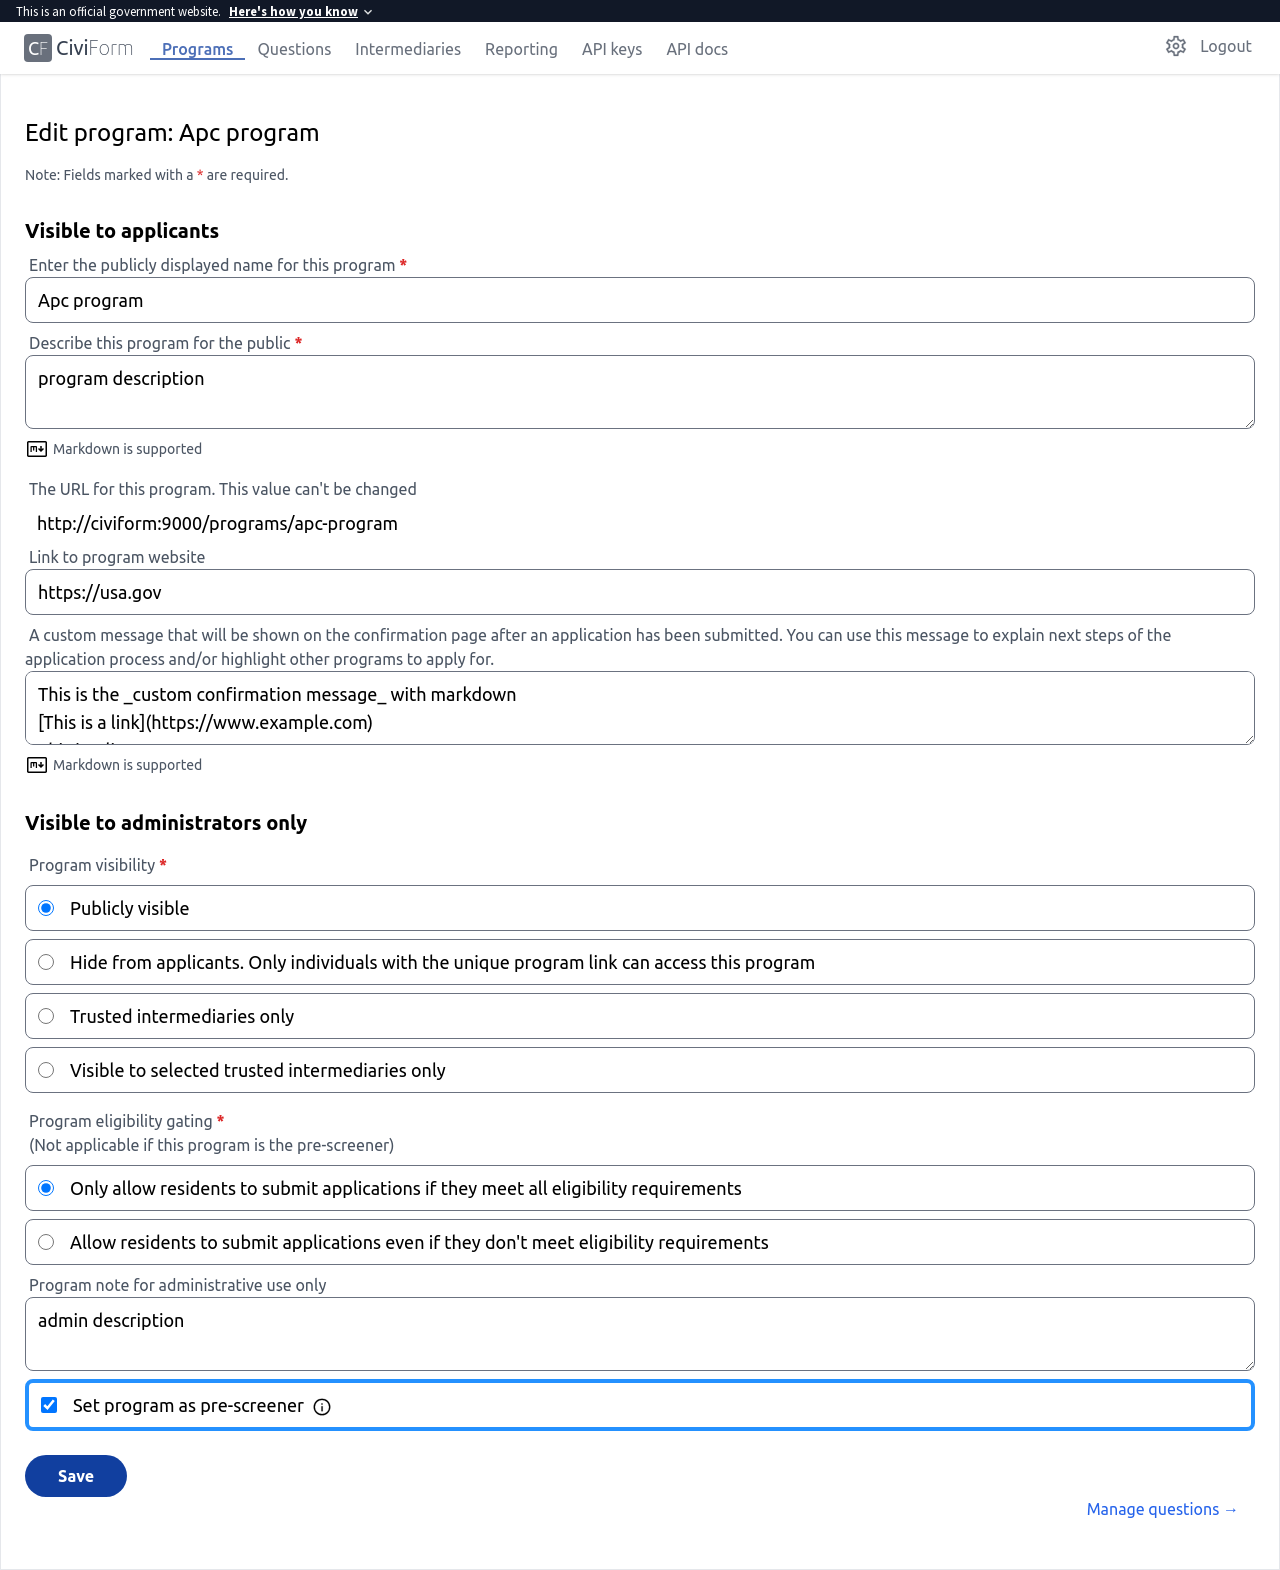 This is an official government website. Here's how you know
CF CiviForm Programs Questions Intermediaries Reporting API keys API docs Logout
Edit program: Apc program
Note: Fields marked with a * are required.
Visible to applicants
Enter the publicly displayed name for this program *
Apc program
Describe this program for the public *
program description
Markdown is supported
The URL for this program. This value can't be changed
http://civiform:9000/programs/apc-program
Link to program website
https://usa.gov
A custom message that will be shown on the confirmation page after an application has been submitted. You can use this message to explain next steps of the
application process and/or highlight other programs to apply for.
This is the _custom confirmation message_ with markdown
[This is a link](https://www.example.com)
Markdown is supported
Visible to administrators only
Program visibility *
Publicly visible
Hide from applicants. Only individuals with the unique program link can access this program
Trusted intermediaries only
Visible to selected trusted intermediaries only
Program eligibility gating *
(Not applicable if this program is the pre-screener)
Only allow residents to submit applications if they meet all eligibility requirements
Allow residents to submit applications even if they don't meet eligibility requirements
Program note for administrative use only
admin description
Set program as pre-screener
Save
Manage questions →